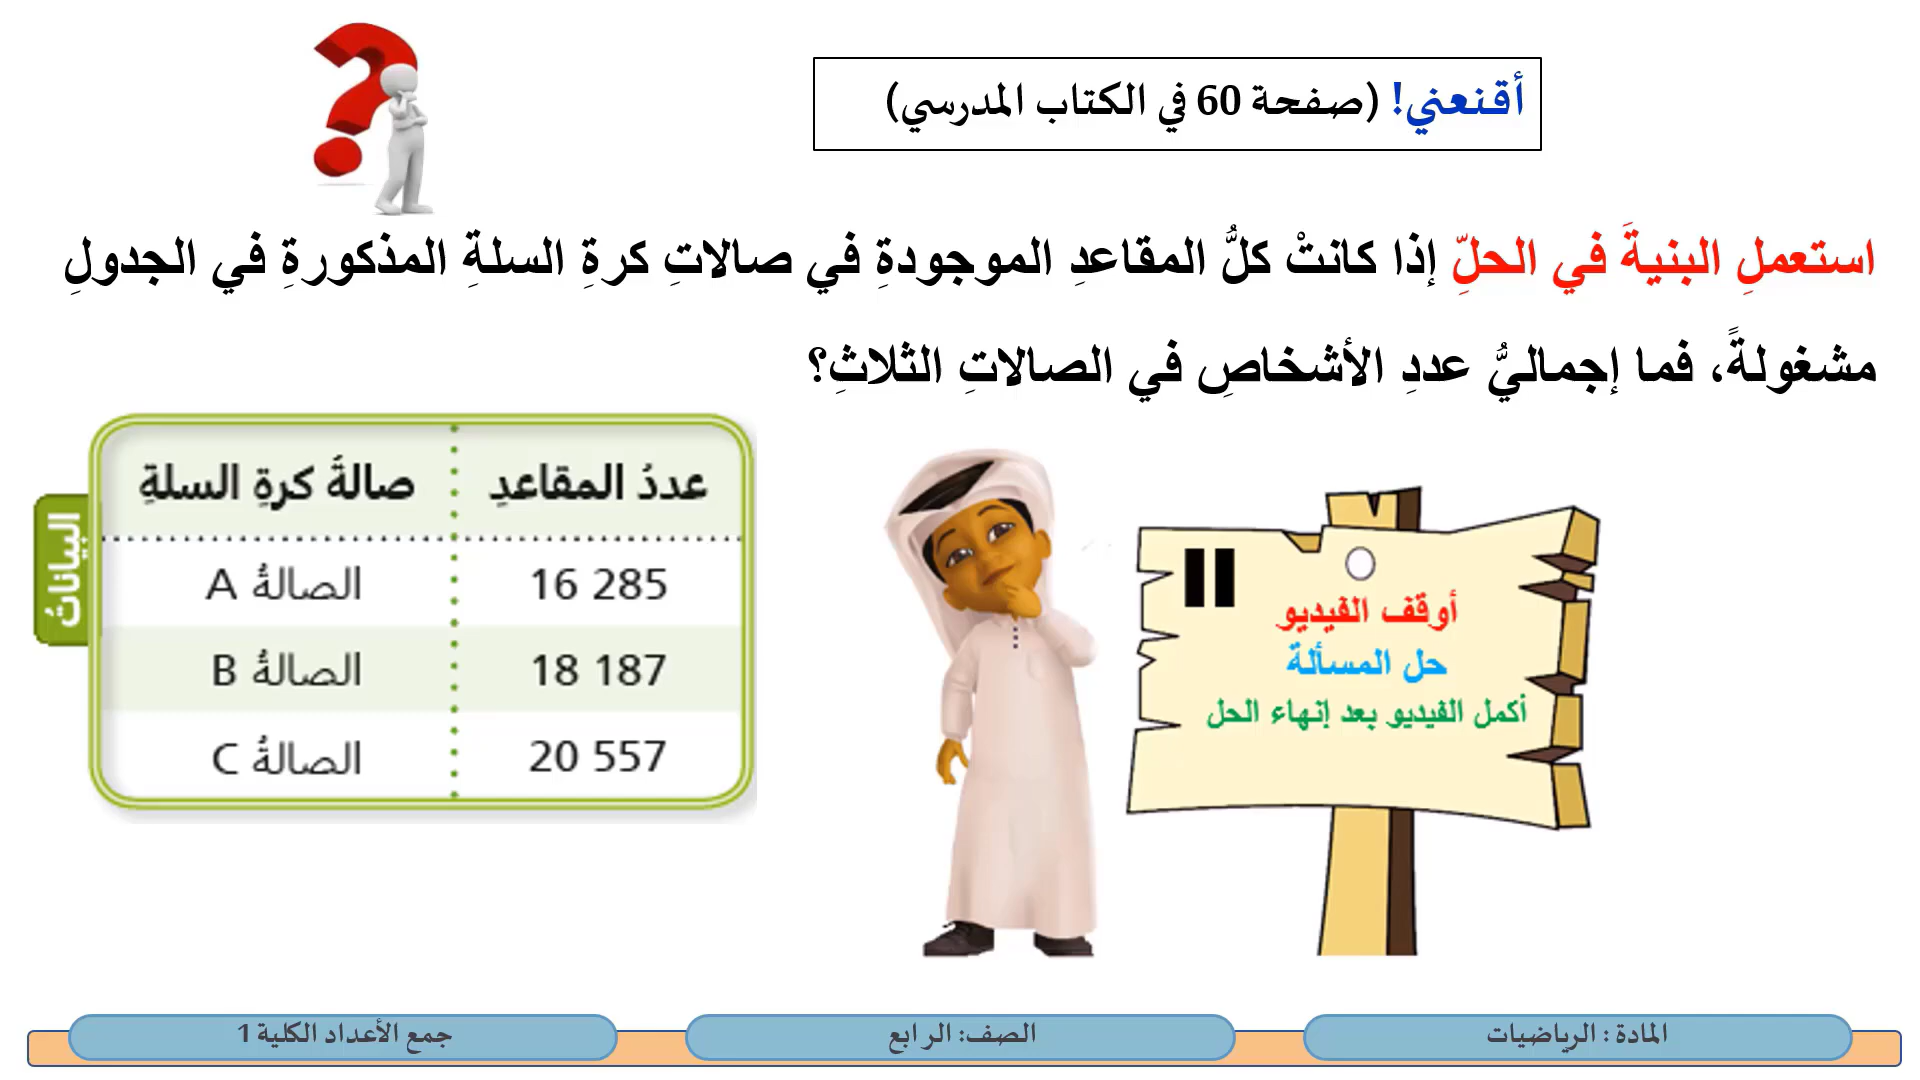 أقنعني! (صفحة 60 في الكتاب المدرسي)
استعملِ البنيةَ في الحلِّ إذا كانتْ كلُّ المقاعدِ الموجودةِ في صالاتِ كرةِ السلةِ المذكورةِ في الجدولِ
مشغولةً، فما إجماليُّ عددِ الأشخاصِ في الصالاتِ الثلاثِ؟
البياناتُ
عددُ المقاعدِ صالةُ كرةِ السلةِ
16 285 الصالةُ A
18 187 الصالةُ B
20 557 الصالةُ C
أوقف الفيديو
حل المسألة
أكمل الفيديو بعد إنهاء الحل
المادة : الرياضيات
الصف: الرابع
جمع الأعداد الكلية 1